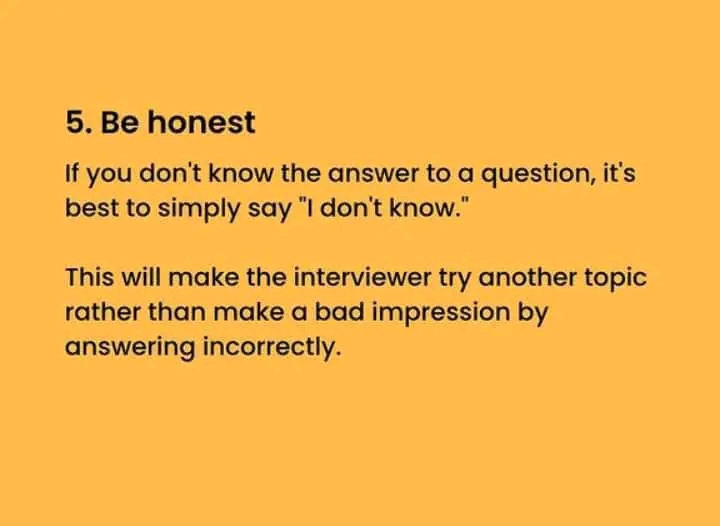 5. Be honest
If you don't know the answer to a question, it's
best to simply say "I don't know."
This will make the interviewer try another topic
rather than make a bad impression by
answering incorrectly.